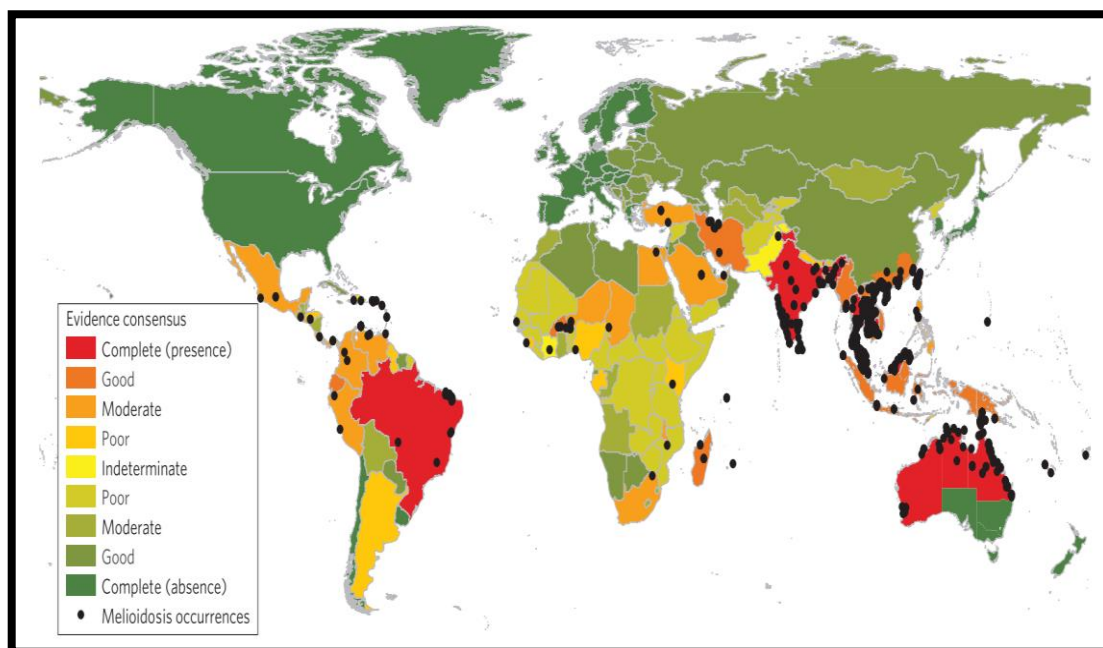 Evidence consensus
Complete (presence)
Good
Moderate
Poor
Indeterminate
Poor
Moderate
Good
Complete (absence)
Melioidosis occurrences